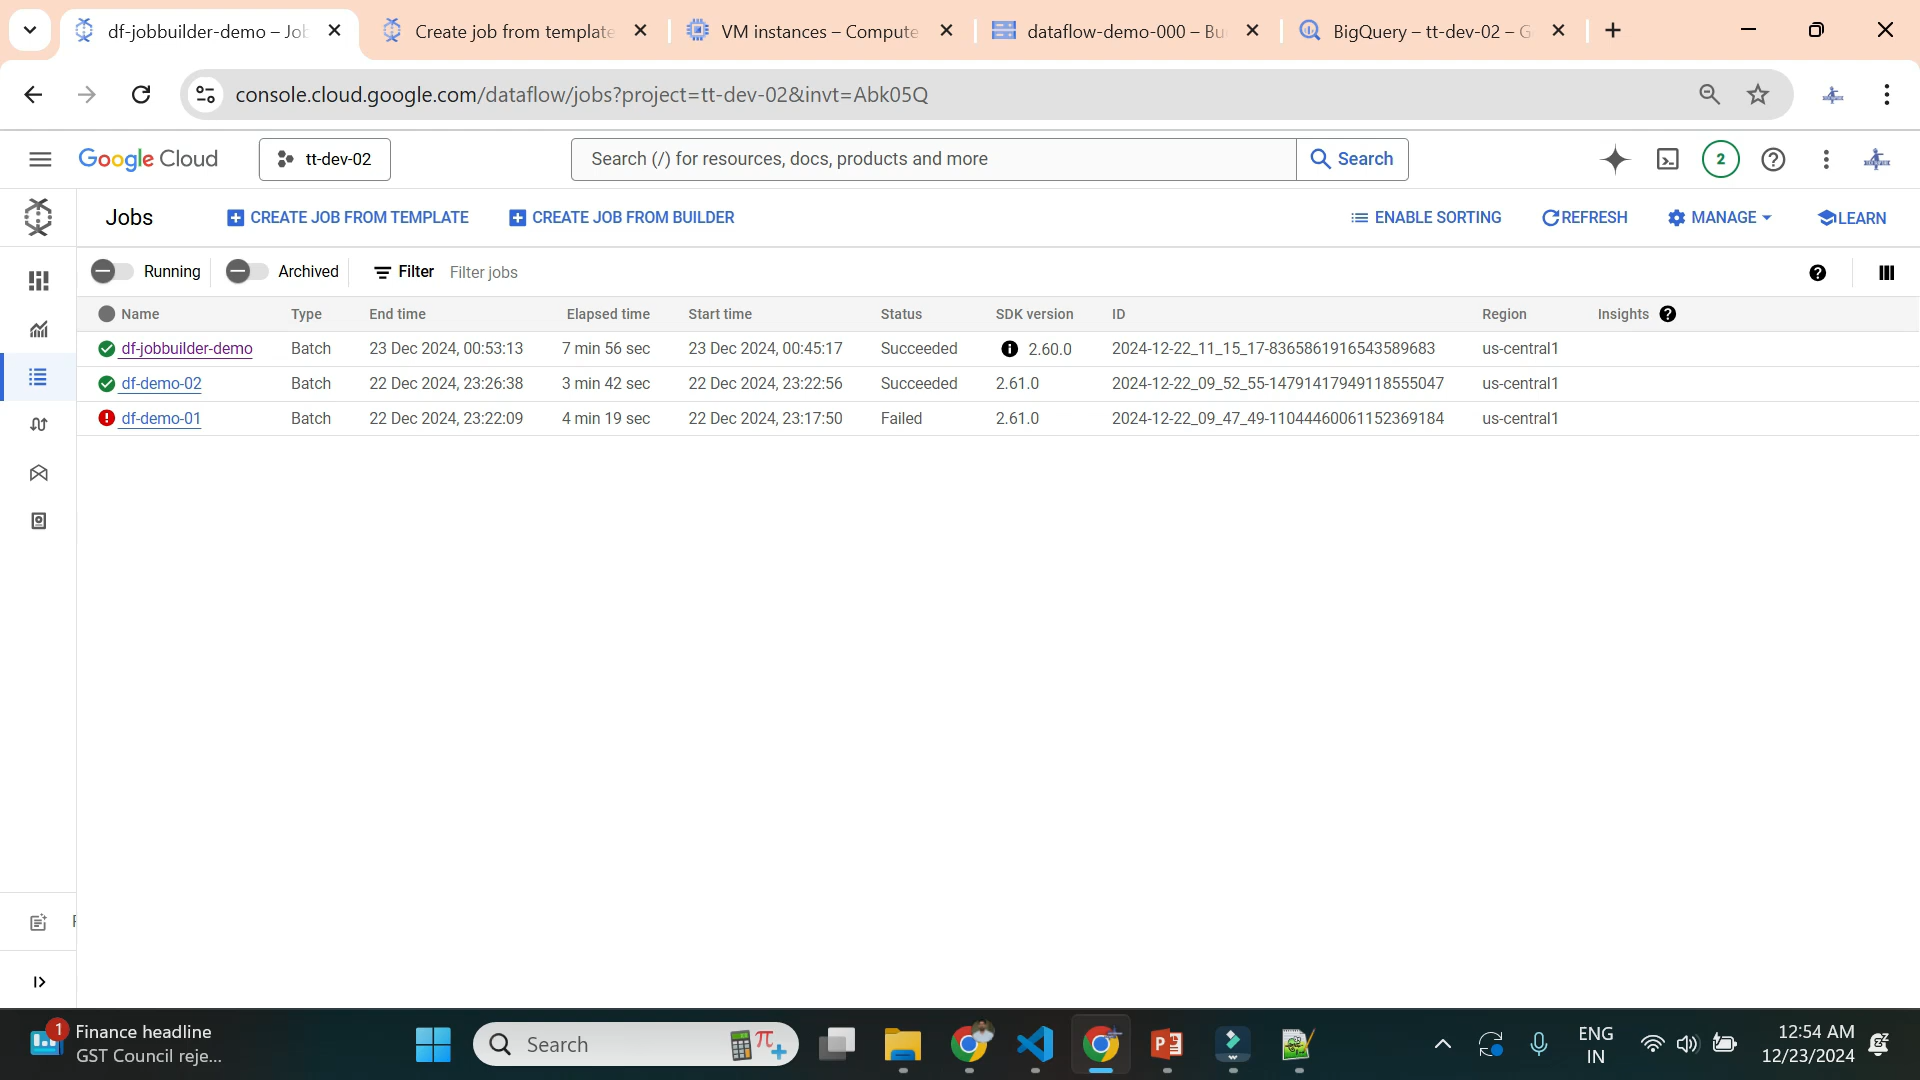 df-jobbuilder-demo – Job
Create job from template
VM instances – Compute
dataflow-demo-000 – Bu
BigQuery – tt-dev-02 – G
console.cloud.google.com/dataflow/jobs?project=tt-dev-02&invt=Abk05Q
Google Cloud
tt-dev-02
Search (/) for resources, docs, products and more
Search
2
Jobs
CREATE JOB FROM TEMPLATE
CREATE JOB FROM BUILDER
ENABLE SORTING
REFRESH
MANAGE
LEARN
Running
Archived
Filter
Filter jobs
Name Type End time Elapsed time Start time Status SDK version ID Region Insights
df-jobbuilder-demo Batch 23 Dec 2024, 00:53:13 7 min 56 sec 23 Dec 2024, 00:45:17 Succeeded 2.60.0 2024-12-22_11_15_17-8365861916543589683 us-central1
df-demo-02 Batch 22 Dec 2024, 23:26:38 3 min 42 sec 22 Dec 2024, 23:22:56 Succeeded 2.61.0 2024-12-22_09_52_55-14791417949118555047 us-central1
df-demo-01 Batch 22 Dec 2024, 23:22:09 4 min 19 sec 22 Dec 2024, 23:17:50 Failed 2.61.0 2024-12-22_09_47_49-11044460061152369184 us-central1
1
Finance headline
GST Council reje...
Search
ENG
IN
12:54 AM
12/23/2024